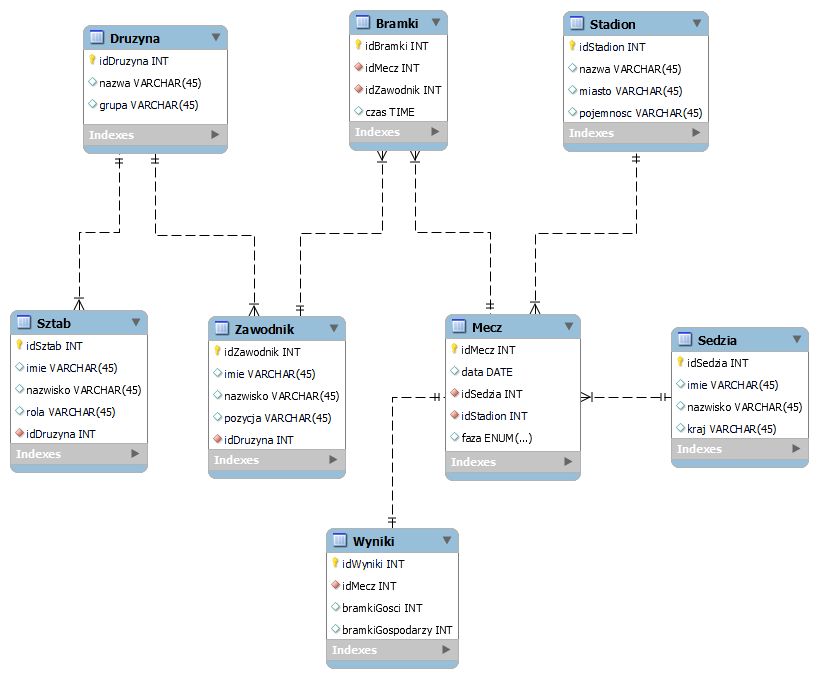 Druzyna
idDruzyna INT
nazwa VARCHAR(45)
grupa VARCHAR(45)
Indexes
Bramki
idBramki INT
idMecz INT
idZawodnik INT
czas TIME
Indexes
Stadion
idStadion INT
nazwa VARCHAR(45)
miasto VARCHAR(45)
pojemnosc VARCHAR(45)
Indexes
Sztab
idSztab INT
imie VARCHAR(45)
nazwisko VARCHAR(45)
rola VARCHAR(45)
idDruzyna INT
Indexes
Zawodnik
idZawodnik INT
imie VARCHAR(45)
nazwisko VARCHAR(45)
pozycja VARCHAR(45)
idDruzyna INT
Indexes
Mecz
idMecz INT
data DATE
idSedzia INT
idStadion INT
faza ENUM(...)
Indexes
Sedzia
idSedzia INT
imie VARCHAR(45)
nazwisko VARCHAR(45)
kraj VARCHAR(45)
Indexes
Wyniki
idWyniki INT
idMecz INT
bramkiGosci INT
bramkiGospodarzy INT
Indexes